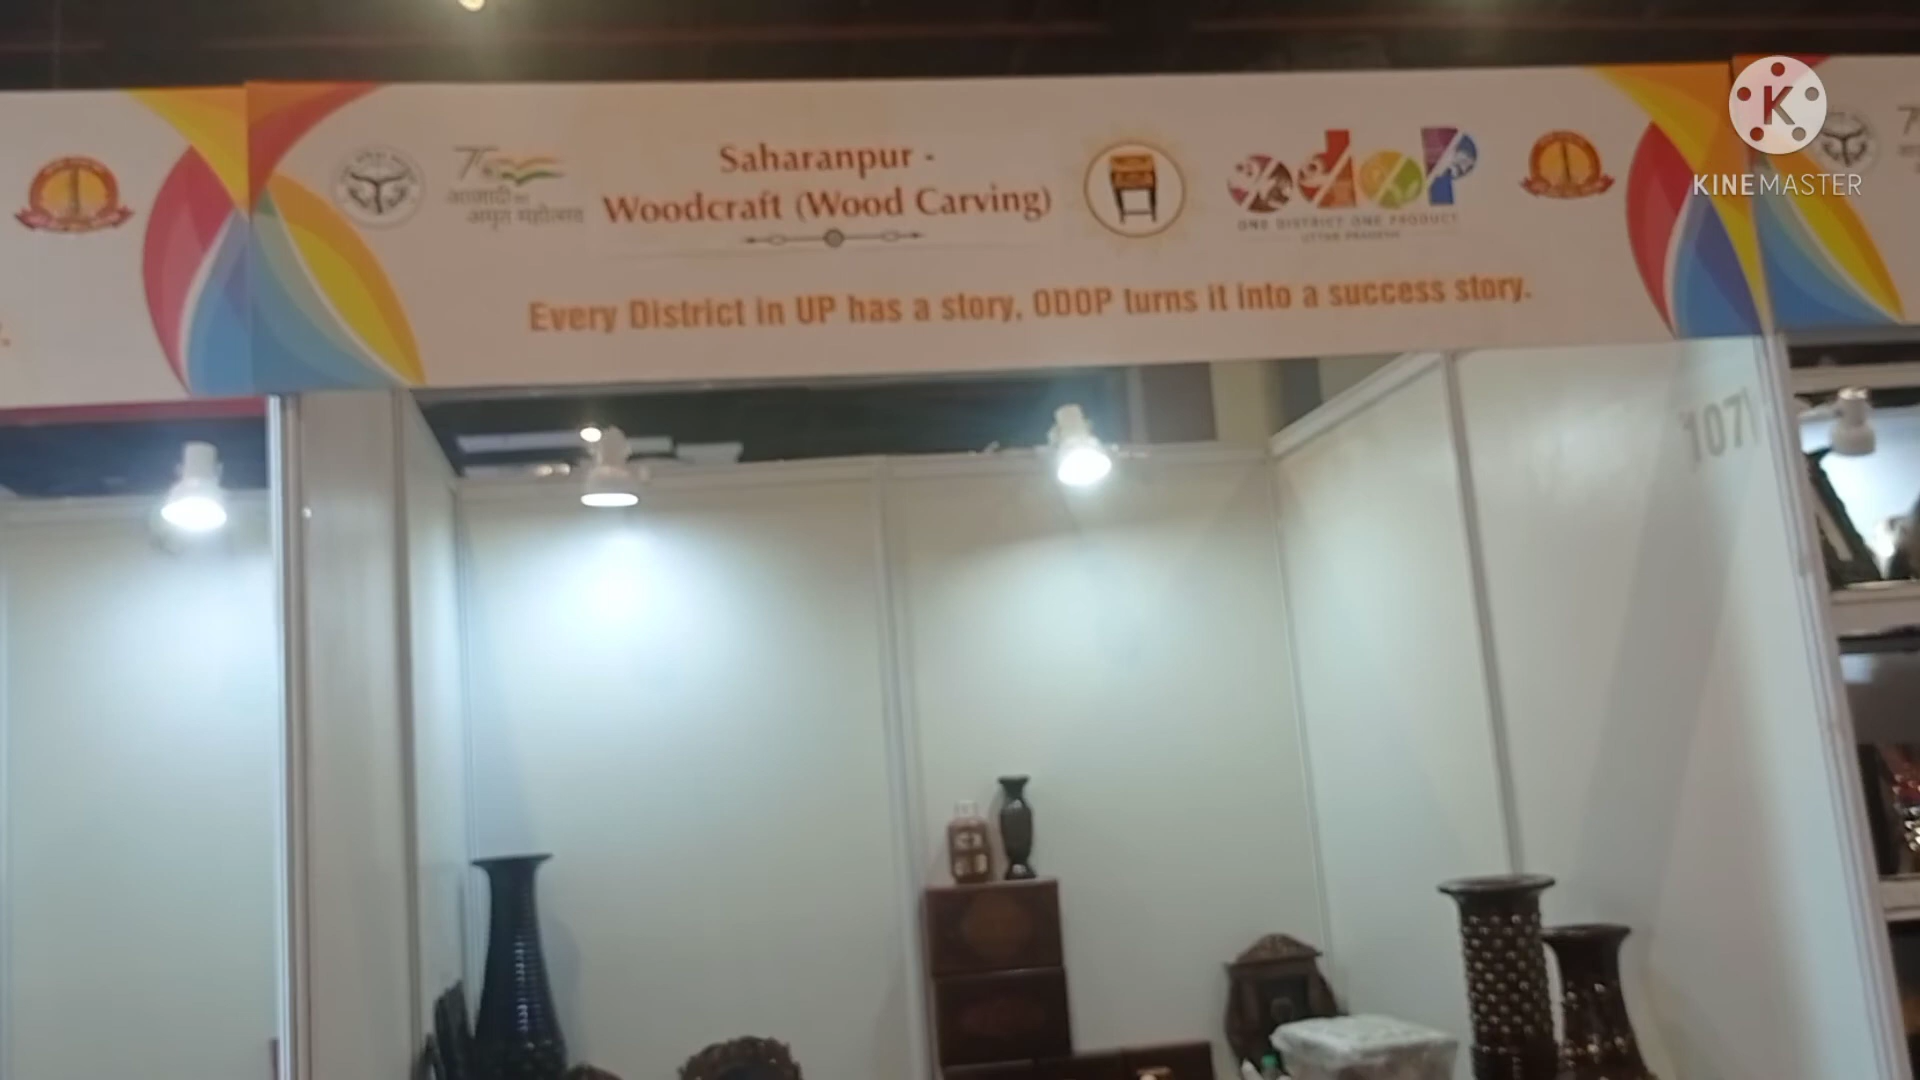 Saharanpur -
Woodcraft (Wood Carving)
आज़ादी का
अमृत महोत्सव
odop
ONE DISTRICT ONE PRODUCT
UTTAR PRADESH
Every District in UP has a story, ODOP turns it into a success story.
107
K
KINEMASTER